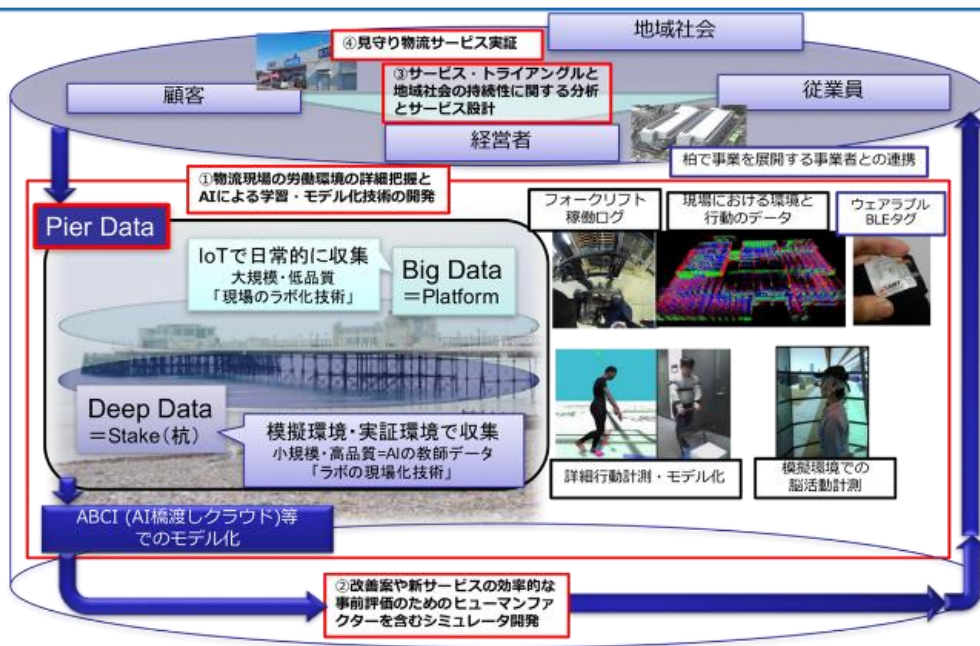 地域社会
④見守り物流サービス実証
③サービス・トライアングルと
地域社会の持続性に関する分析
とサービス設計
顧客
従業員
経営者
柏で事業を展開する事業者との連携
①物流現場の労働環境の詳細把握と
AIによる学習・モデル化技術の開発
Pier Data
フォークリフト
稼働ログ
現場における環境と
行動のデータ
ウェアラブル
BLEタグ
IoTで日常的に収集
大規模・低品質
「現場のラボ化技術」
Big Data
＝Platform
Deep Data
＝Stake（杭）
模擬環境・実証環境で収集
小規模・高品質=AIの教師データ
「ラボの現場化技術」
詳細行動計測・モデル化
模擬環境での
脳活動計測
ABCI (AI橋渡しクラウド)等
でのモデル化
②改善案や新サービスの効率的な
事前評価のためのヒューマンファ
クターを含むシミュレータ開発